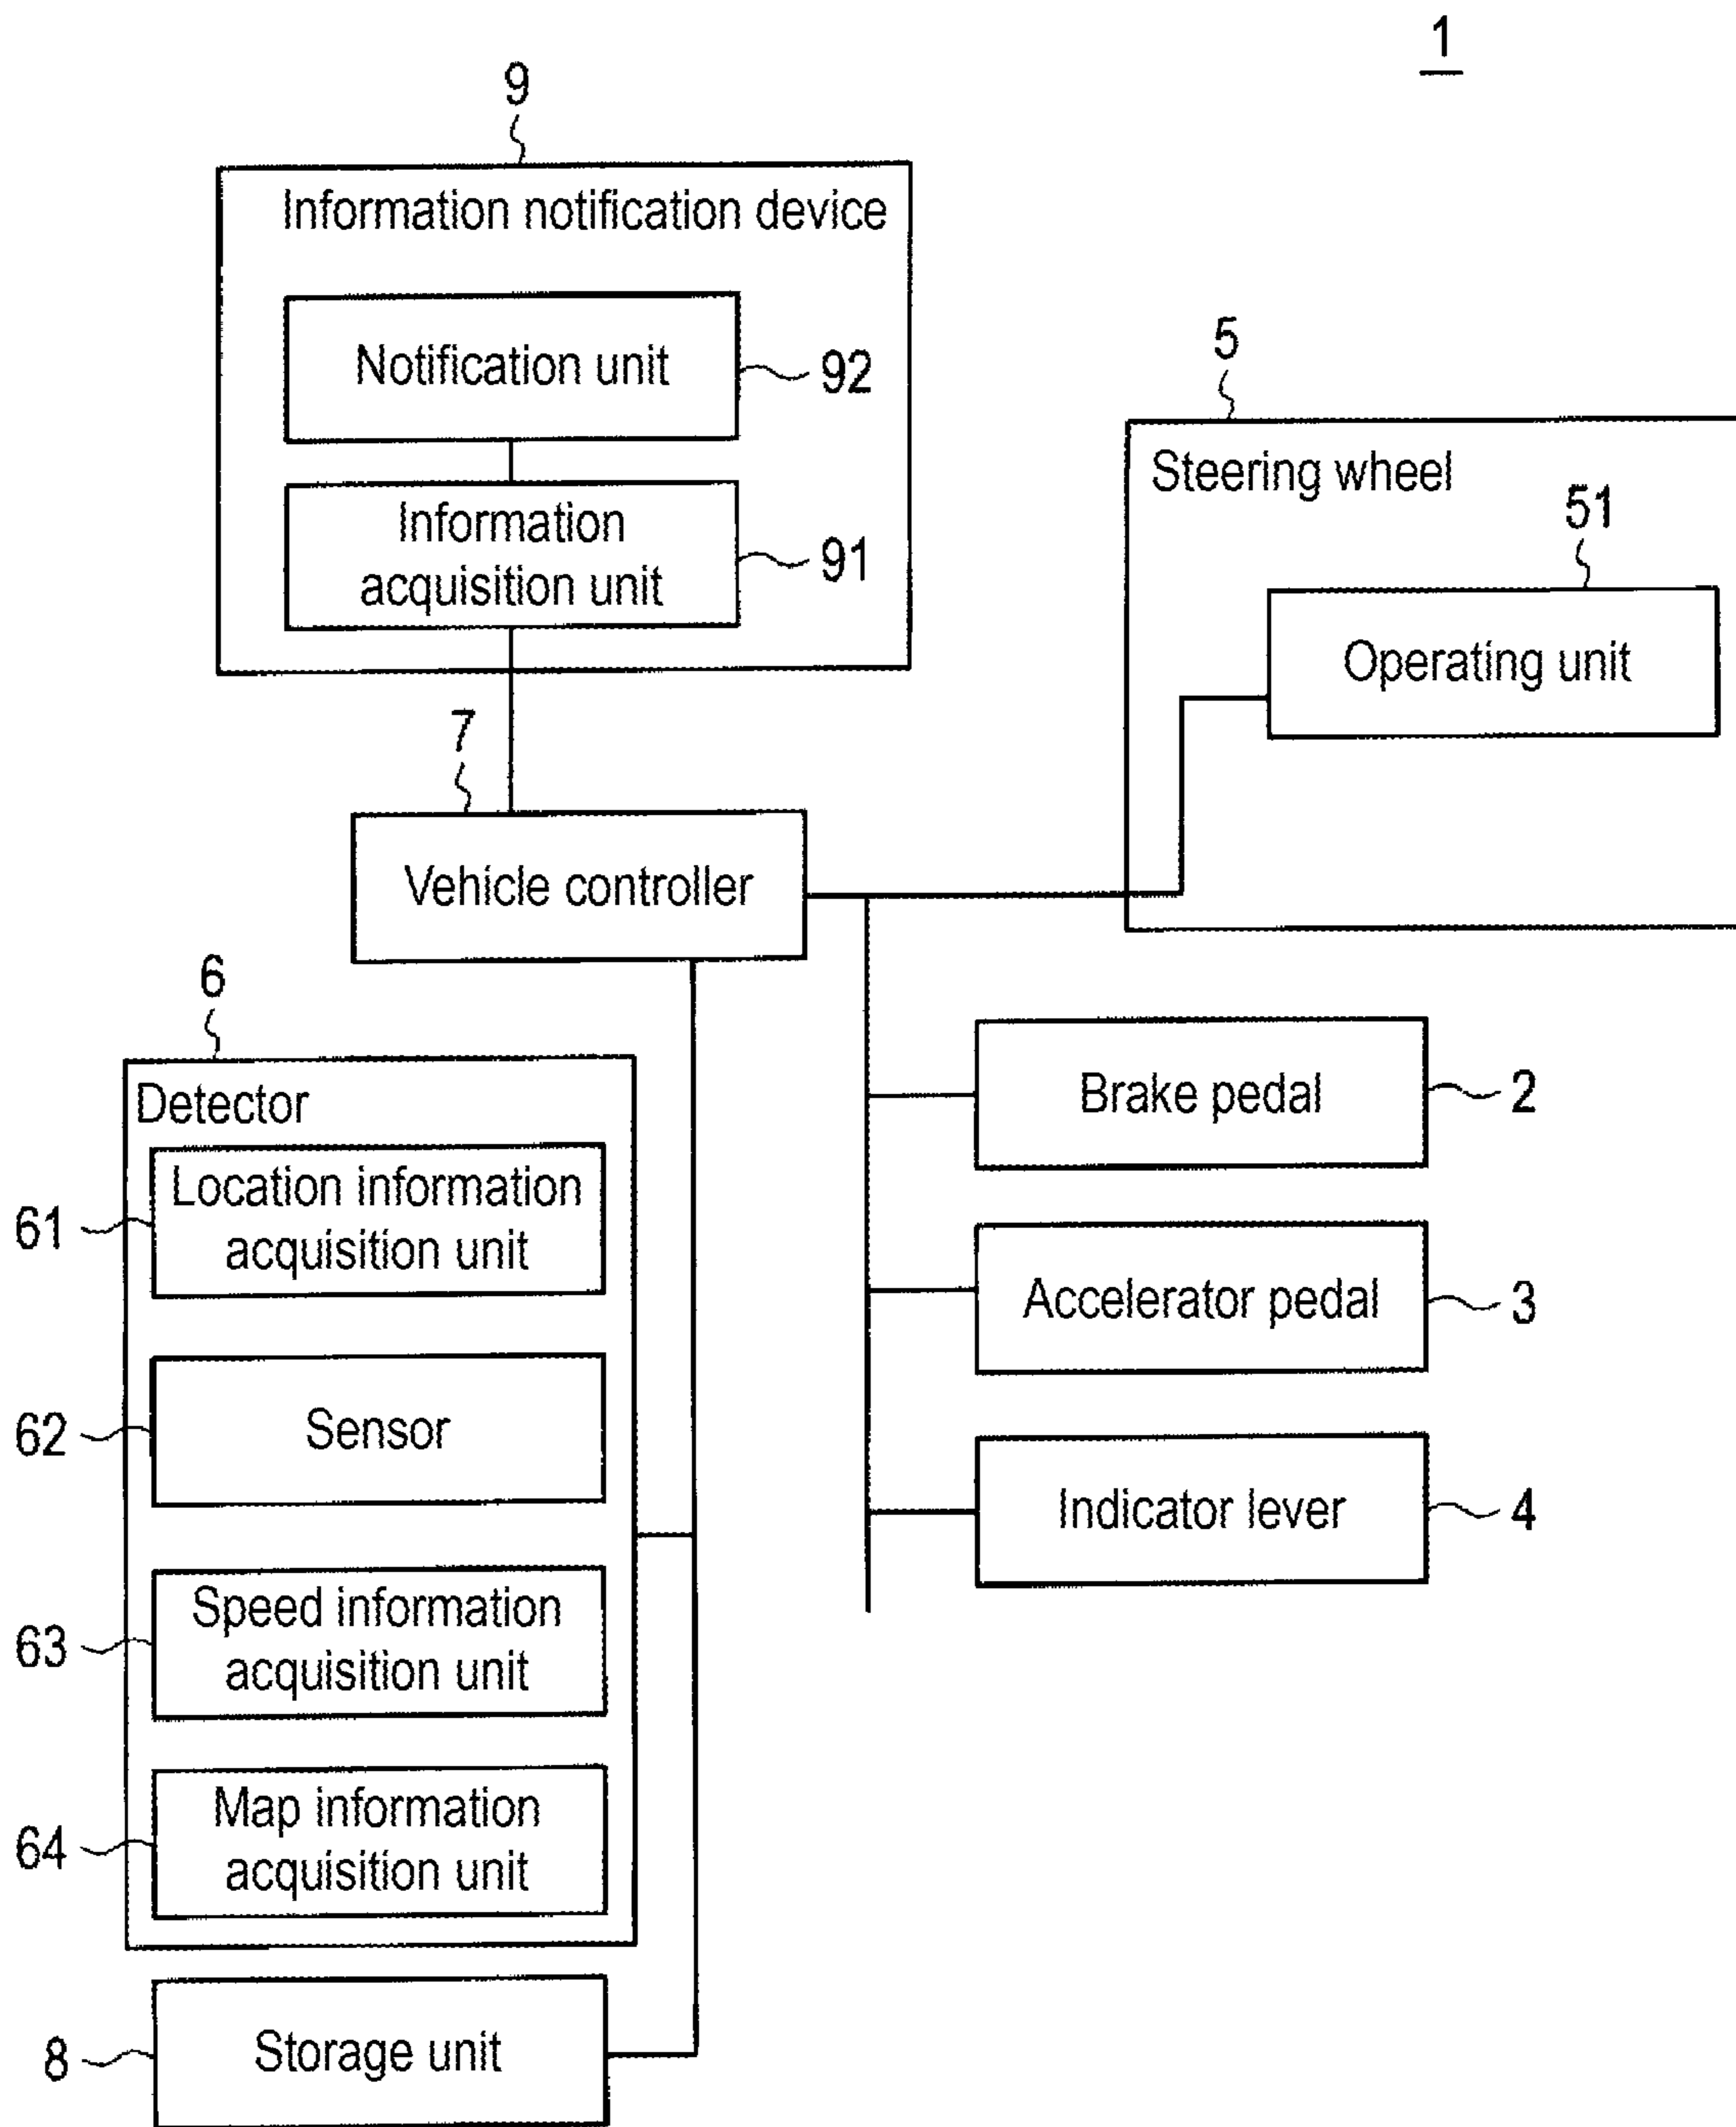 1
9
Information notification device
Notification unit
92
Information
acquisition unit
91
5
Steering wheel
51
Operating unit
7
Vehicle controller
6
Detector
Location information
acquisition unit
61
Sensor
62
Speed information
acquisition unit
63
Map information
acquisition unit
64
Storage unit
8
Brake pedal
2
Accelerator pedal
3
Indicator lever
4